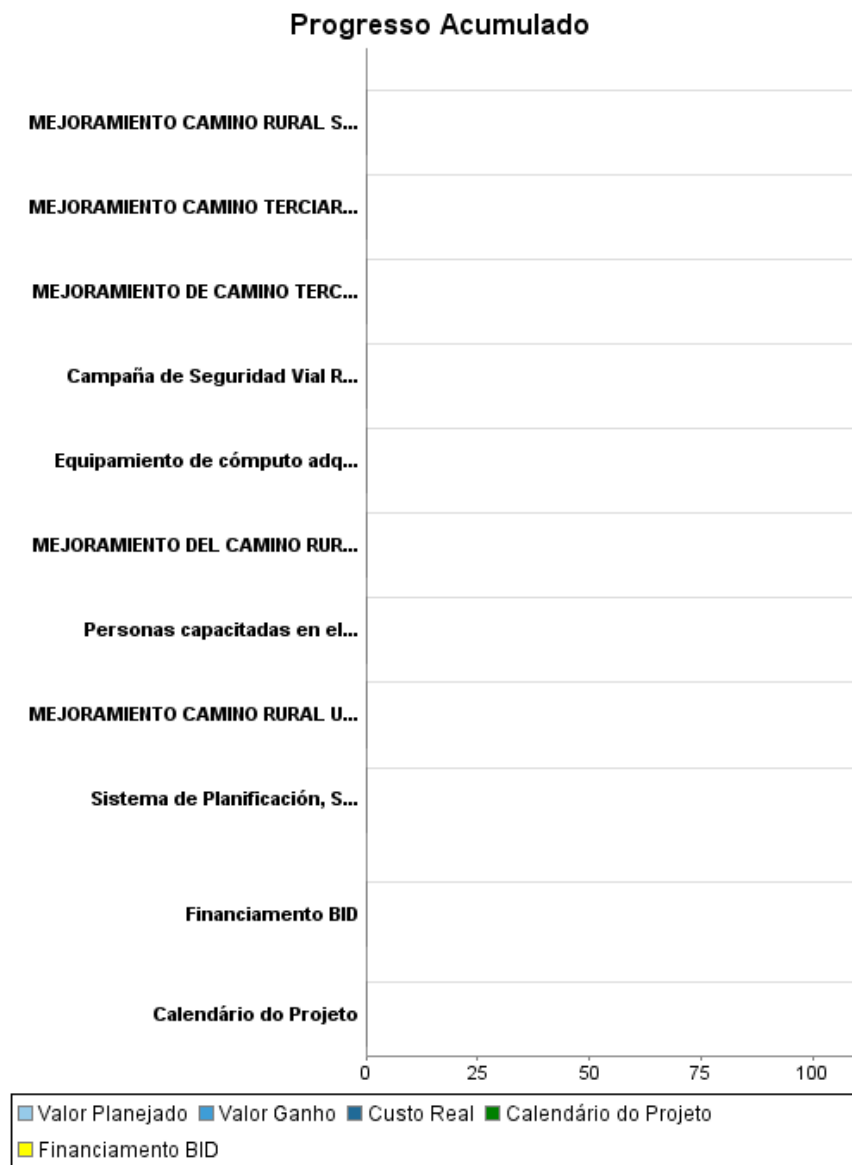 Progresso Acumulado
MEJORAMIENTO CAMINO RURAL S...
MEJORAMIENTO CAMINO TERCIAR...
MEJORAMIENTO DE CAMINO TERC...
Campaña de Seguridad Vial R...
Equipamiento de cómputo adq...
MEJORAMIENTO DEL CAMINO RUR...
Personas capacitadas en el...
MEJORAMIENTO CAMINO RURAL U...
Sistema de Planificación, S...
Financiamento BID
Calendário do Projeto
0 25 50 75 100
Valor Planejado Valor Ganho Custo Real Calendário do Projeto
Financiamento BID